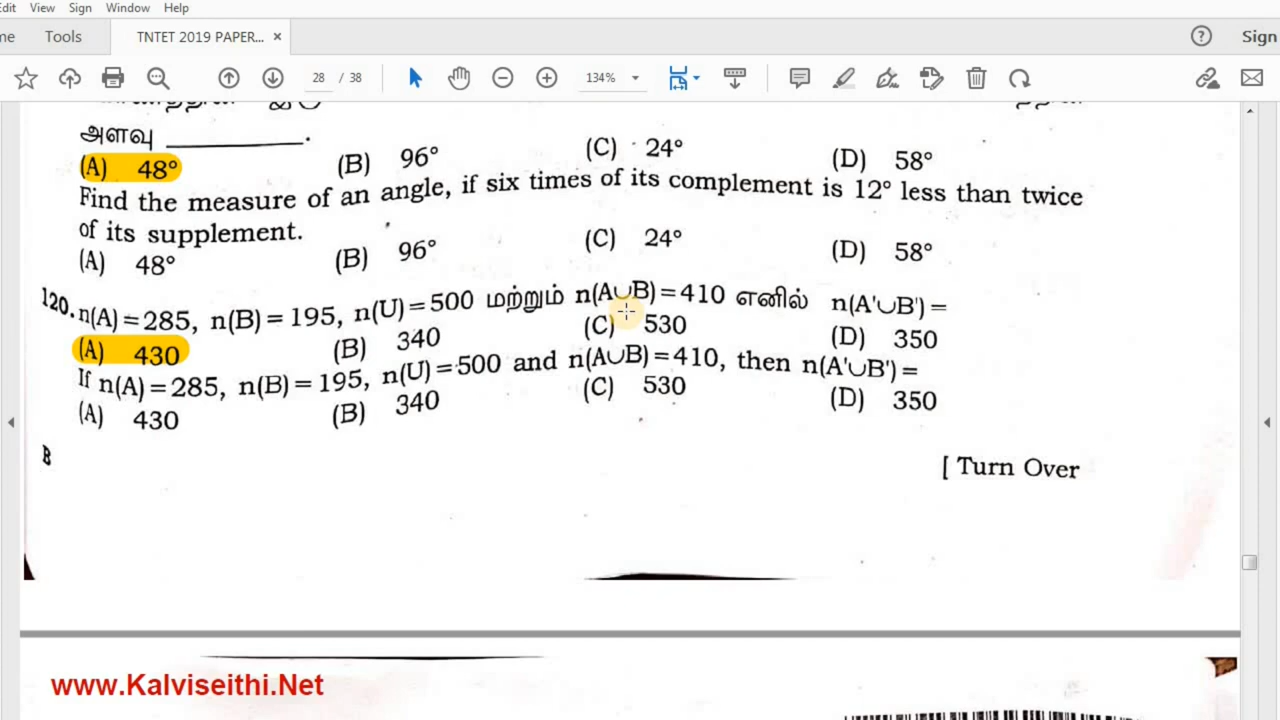 Edit View Sign Window Help
me Tools TNTET 2019 PAPER... × Sign
28 / 38 134%
அளவு __________.
(A) 48° (B) 96° (C) 24° (D) 58°
Find the measure of an angle, if six times of its complement is 12° less than twice
of its supplement.
(A) 48° (B) 96° (C) 24° (D) 58°
120. n(A) = 285, n(B) = 195, n(U) = 500 மற்றும் n(A∪B) = 410 எனில் n(A'∪B') =
(A) 430 (B) 340 (C) 530 (D) 350
If n(A) = 285, n(B) = 195, n(U) = 500 and n(A∪B) = 410, then n(A'∪B') =
(A) 430 (B) 340 (C) 530 (D) 350
B
[ Turn Over
www.Kalviseithi.Net